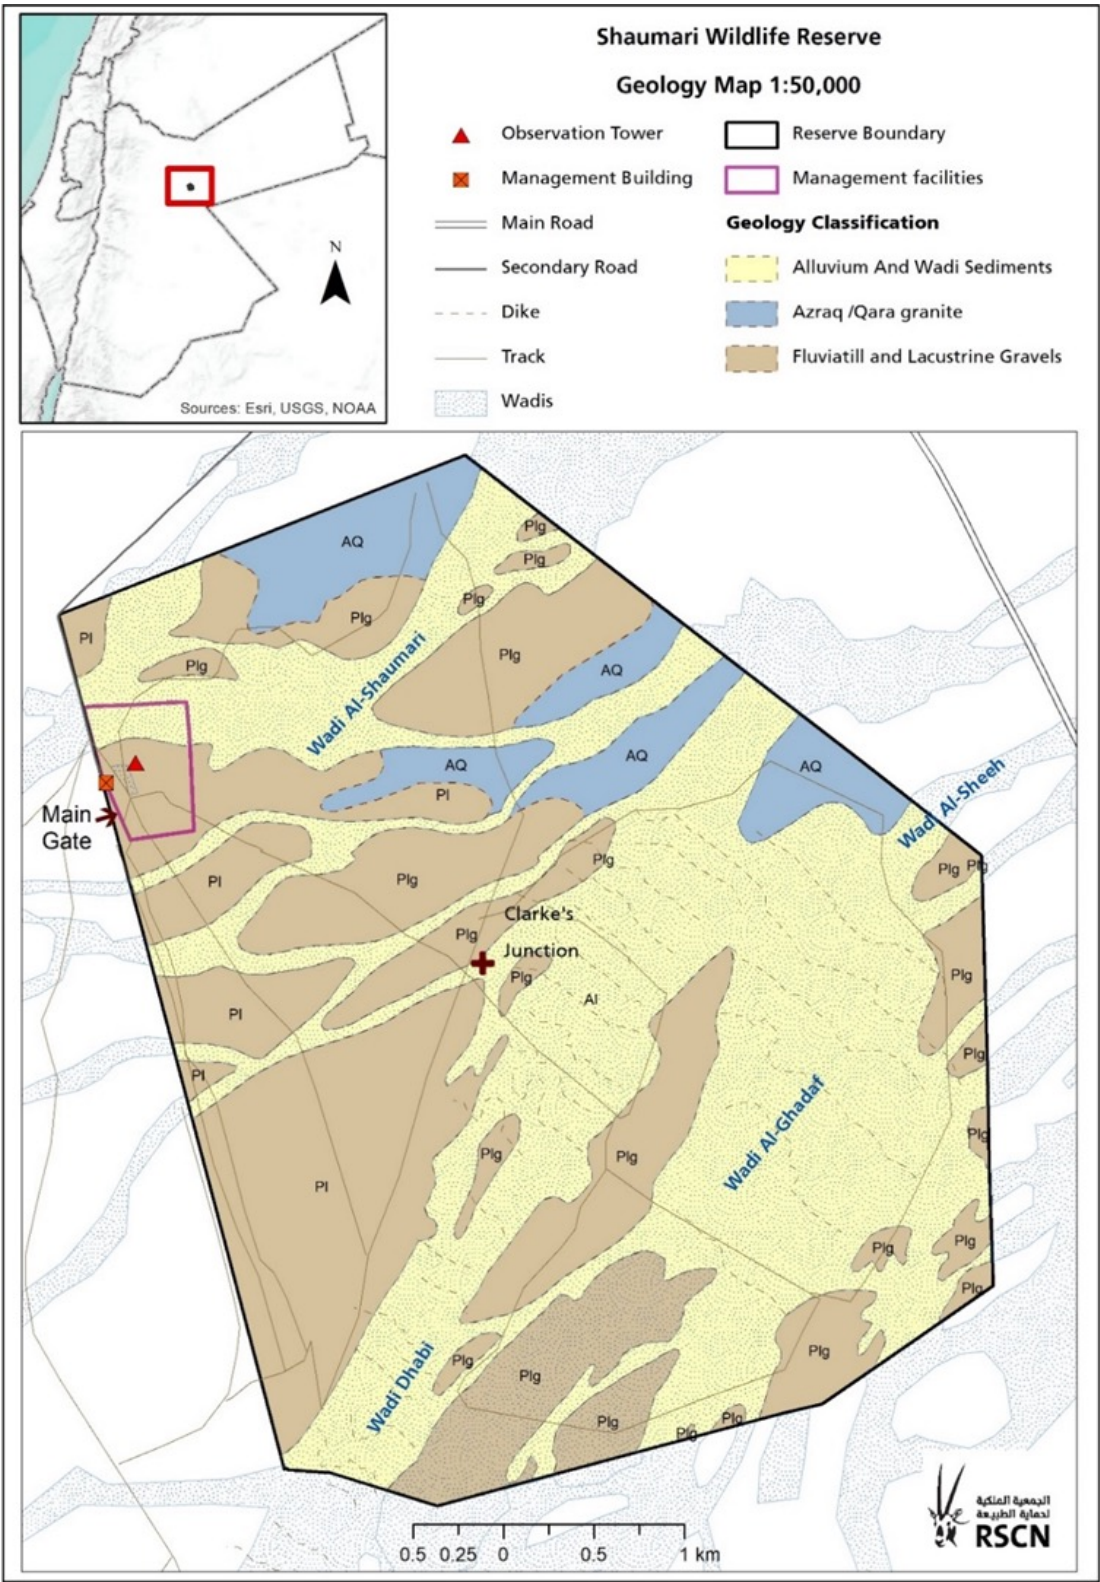 Shaumari Wildlife Reserve
Geology Map 1:50,000
Observation Tower
Management Building
Main Road
Secondary Road
Dike
Track
Wadis
Reserve Boundary
Management facilities
Geology Classification
Alluvium And Wadi Sediments
Azraq /Qara granite
Fluviatill and Lacustrine Gravels
N
Sources: Esri, USGS, NOAA
Plg
AQ
Plg
Plg
Plg
Pl
Plg
Plg
AQ
Wadi Al-Shaumari
AQ
AQ
AQ
Pl
Wadi Al-Sheeh
Main
Gate
Plg
Plg
Plg
Pl
Plg
Clarke's
Plg
Junction
Plg
Plg
Al
Pl
Plg
Pl
Wadi Al-Ghadaf
Plg
Plg
Plg
Pl
Plg
Plg
Plg
Wadi Dhabi
Plg
Plg
Plg
Plg
Plg
Plg
0.5 0.25 0 0.5 1 km
الجمعية الملكية
لحماية الطبيعة
RSCN